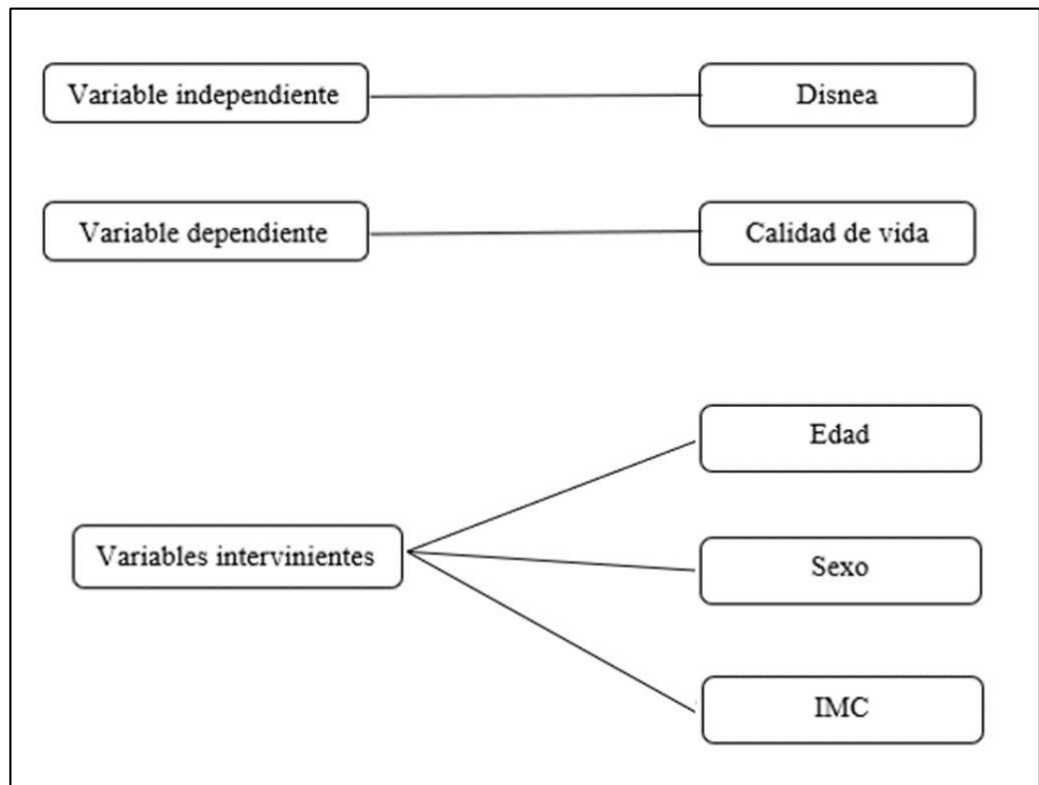 Variable independiente
Disnea
Variable dependiente
Calidad de vida
Edad
Variables intervinientes
Sexo
IMC